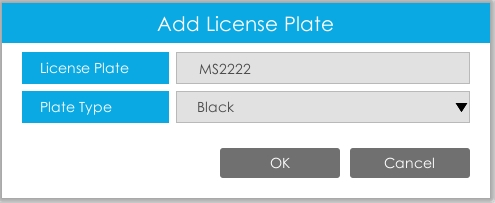 Add License Plate
License Plate MS2222
Plate Type Black
OK Cancel